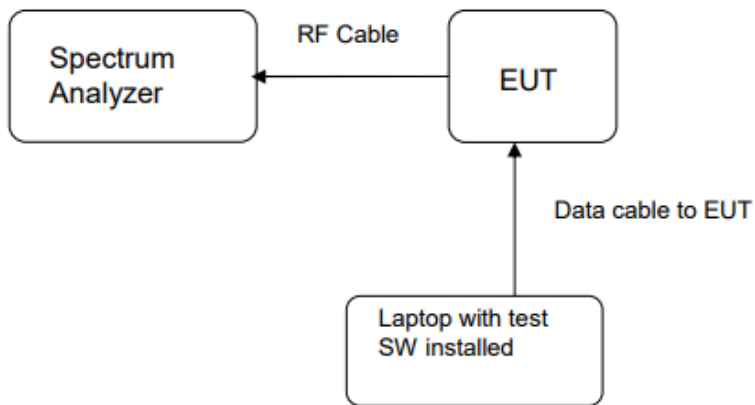 RF Cable
Spectrum
Analyzer
EUT
Data cable to EUT
Laptop with test
SW installed